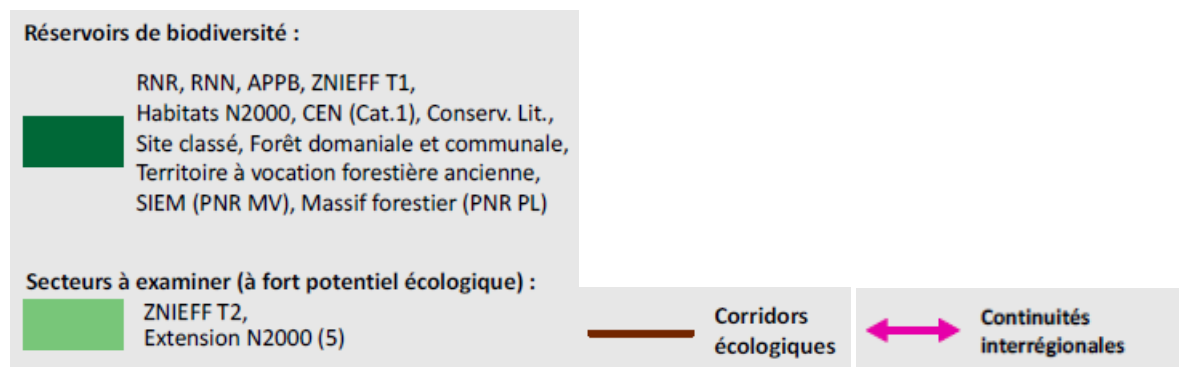 Réservoirs de biodiversité :
RNR, RNN, APPB, ZNIEFF T1,
Habitats N2000, CEN (Cat.1), Conserv. Lit.,
Site classé, Forêt domaniale et communale,
Territoire à vocation forestière ancienne,
SIEM (PNR MV), Massif forestier (PNR PL)
Secteurs à examiner (à fort potentiel écologique) :
ZNIEFF T2,
Extension N2000 (5)
Corridors
écologiques
Continuités
interrégionales